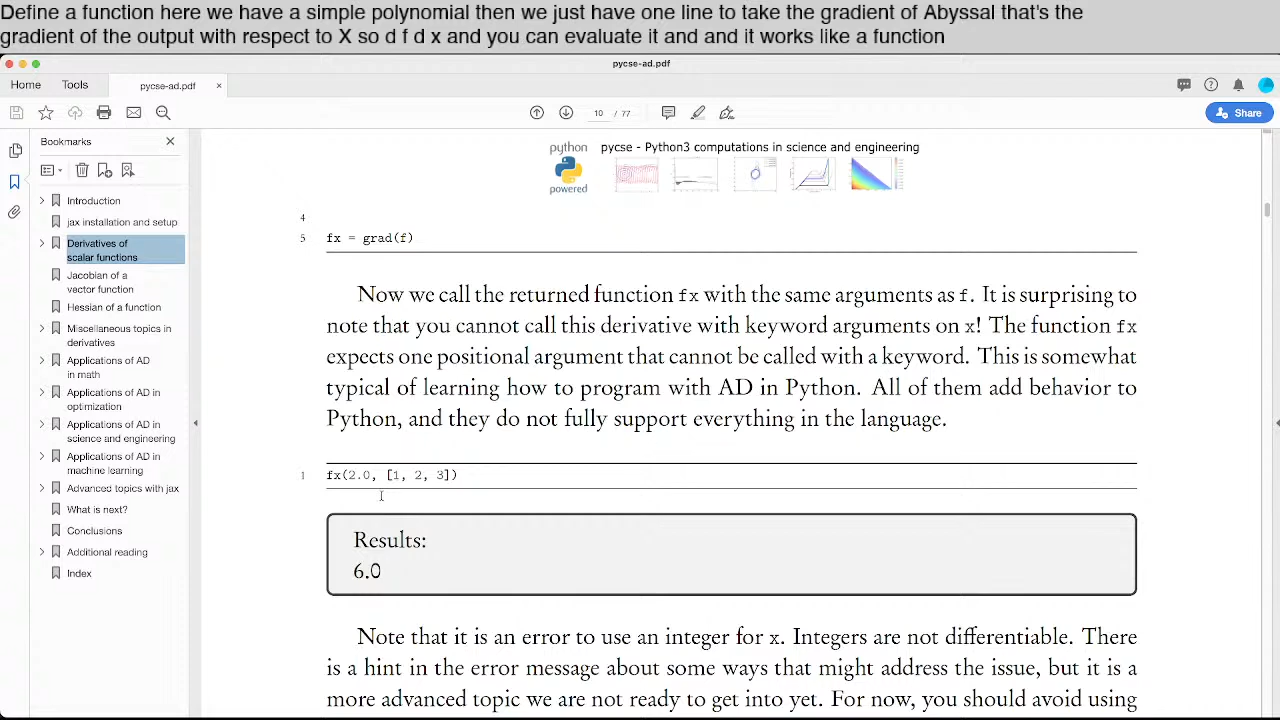 Define a function here we have a simple polynomial then we just have one line to take the gradient of Abyssal that's the
gradient of the output with respect to X so d f d x and you can evaluate it and and it works like a function
pycse-ad.pdf
Home
Tools
pycse-ad.pdf ×
10 / 77
Share
Bookmarks
Introduction
jax installation and setup
Derivatives of
scalar functions
Jacobian of a
vector function
Hessian of a function
Miscellaneous topics in
derivatives
Applications of AD
in math
Applications of AD in
optimization
Applications of AD in
science and engineering
Applications of AD in
machine learning
Advanced topics with jax
What is next?
Conclusions
Additional reading
Index
python
powered
pycse - Python3 computations in science and engineering
4
5 fx = grad(f)
Now we call the returned function fx with the same arguments as f. It is surprising to
note that you cannot call this derivative with keyword arguments on x! The function fx
expects one positional argument that cannot be called with a keyword. This is somewhat
typical of learning how to program with AD in Python. All of them add behavior to
Python, and they do not fully support everything in the language.
1 fx(2.0, [1, 2, 3])
Results:
6.0
Note that it is an error to use an integer for x. Integers are not differentiable. There
is a hint in the error message about some ways that might address the issue, but it is a
more advanced topic we are not ready to get into yet. For now, you should avoid using